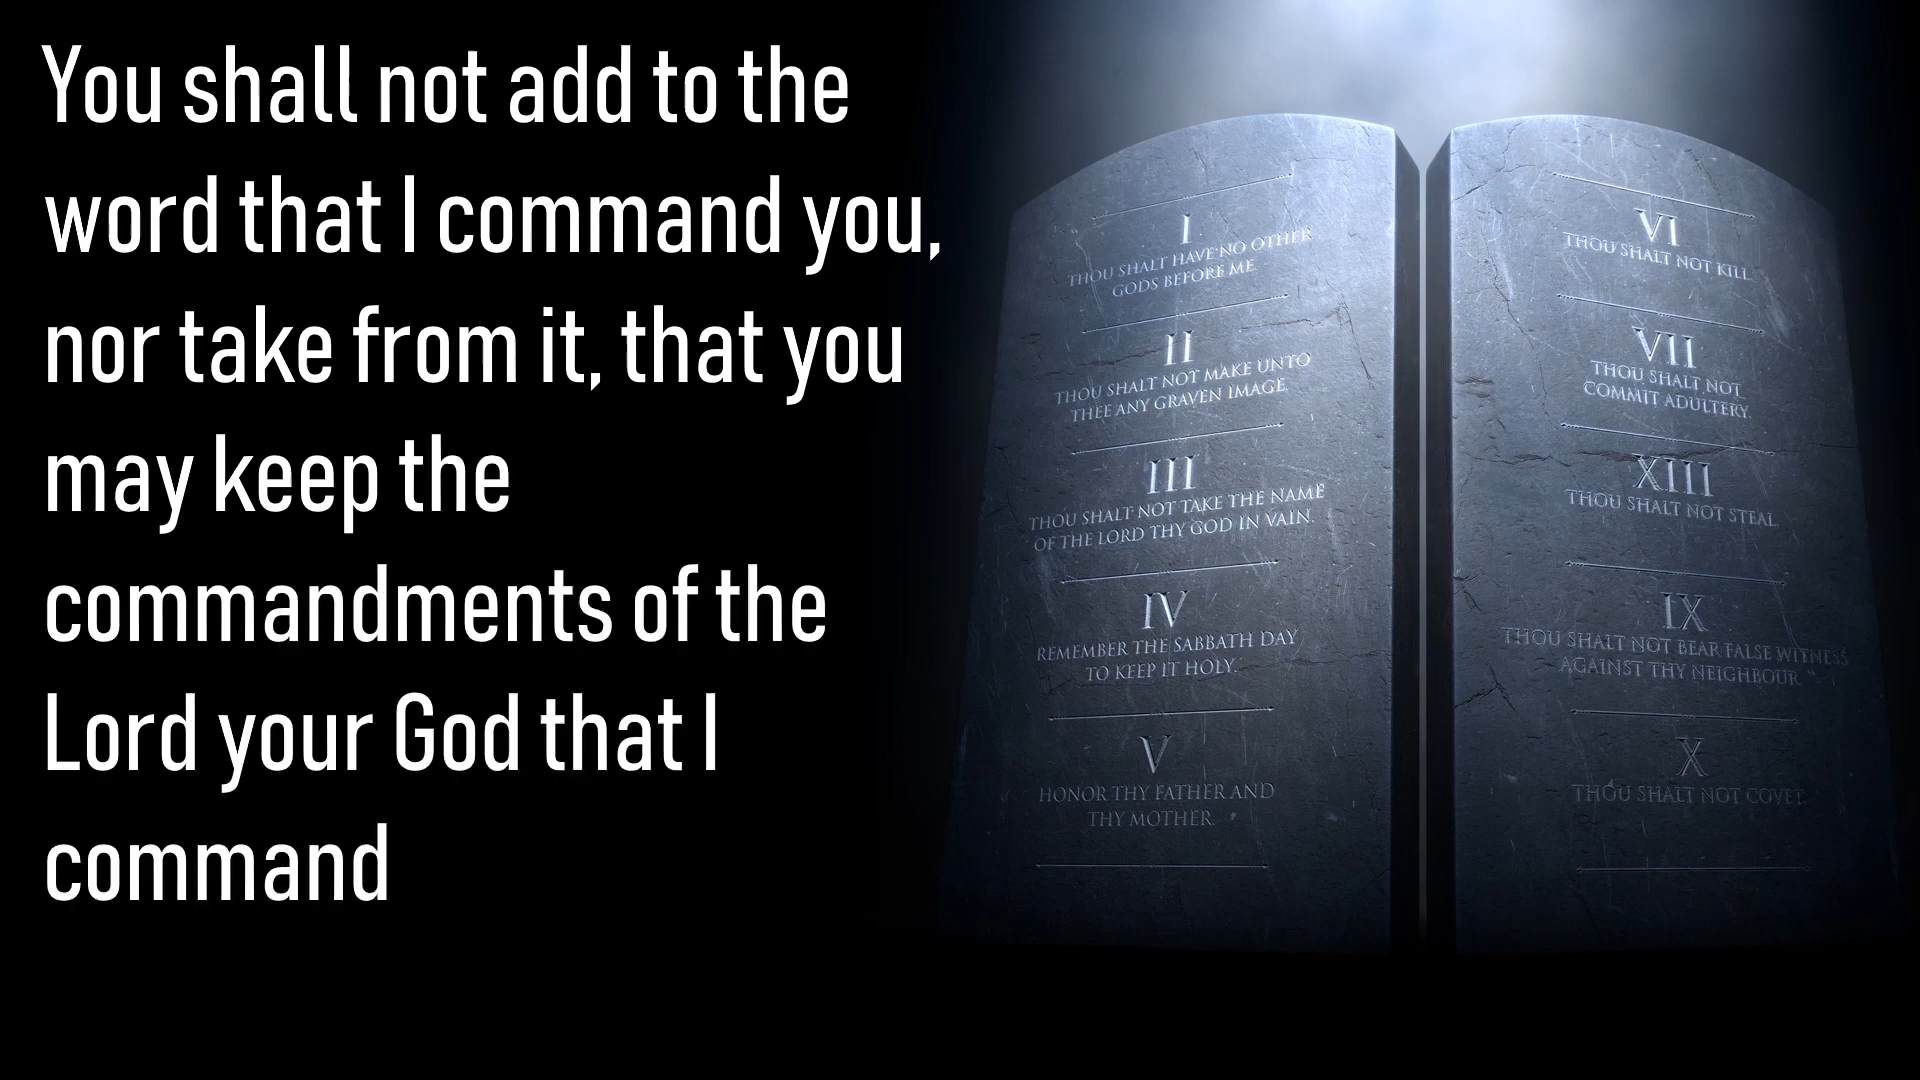 You shall not add to the
word that I command you,
nor take from it, that you
may keep the
commandments of the
Lord your God that I
command
I
THOU SHALT HAVE NO OTHER
GODS BEFORE ME.
II
THOU SHALT NOT MAKE UNTO
THEE ANY GRAVEN IMAGE.
III
THOU SHALT NOT TAKE THE NAME
OF THE LORD THY GOD IN VAIN.
IV
REMEMBER THE SABBATH DAY
TO KEEP IT HOLY.
V
HONOR THY FATHER AND
THY MOTHER.
VI
THOU SHALT NOT KILL.
VII
THOU SHALT NOT
COMMIT ADULTERY.
XIII
THOU SHALT NOT STEAL.
IX
THOU SHALT NOT BEAR FALSE WITNESS
AGAINST THY NEIGHBOUR.
X
THOU SHALT NOT COVET.